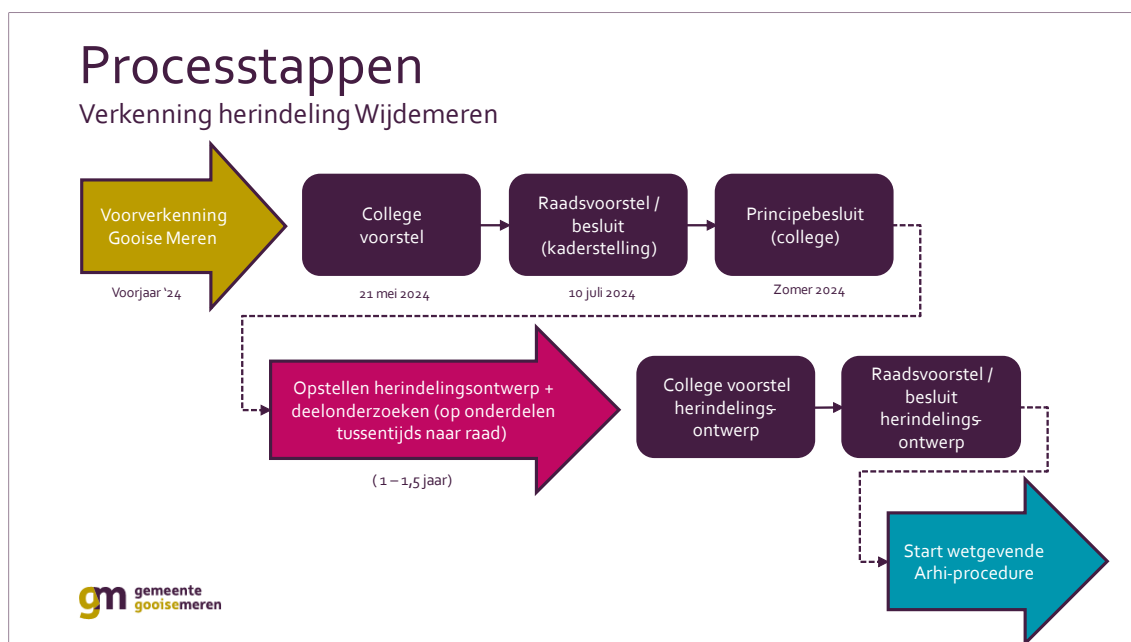 Processtappen
Verkenning herindeling Wijdemeren
Voorverkenning
Gooise Meren
Voorjaar ‘24
College
voorstel
21 mei 2024
Raadsvoorstel /
besluit
(kaderstelling)
10 juli 2024
Principebesluit
(college)
Zomer 2024
Opstellen herindelingsontwerp +
deelonderzoeken (op onderdelen
tussentijds naar raad)
( 1 – 1,5 jaar)
College voorstel
herindelings-
ontwerp
Raadsvoorstel /
besluit
herindelings-
ontwerp
Start wetgevende
Arhi-procedure
gm gemeente
gooisemeren